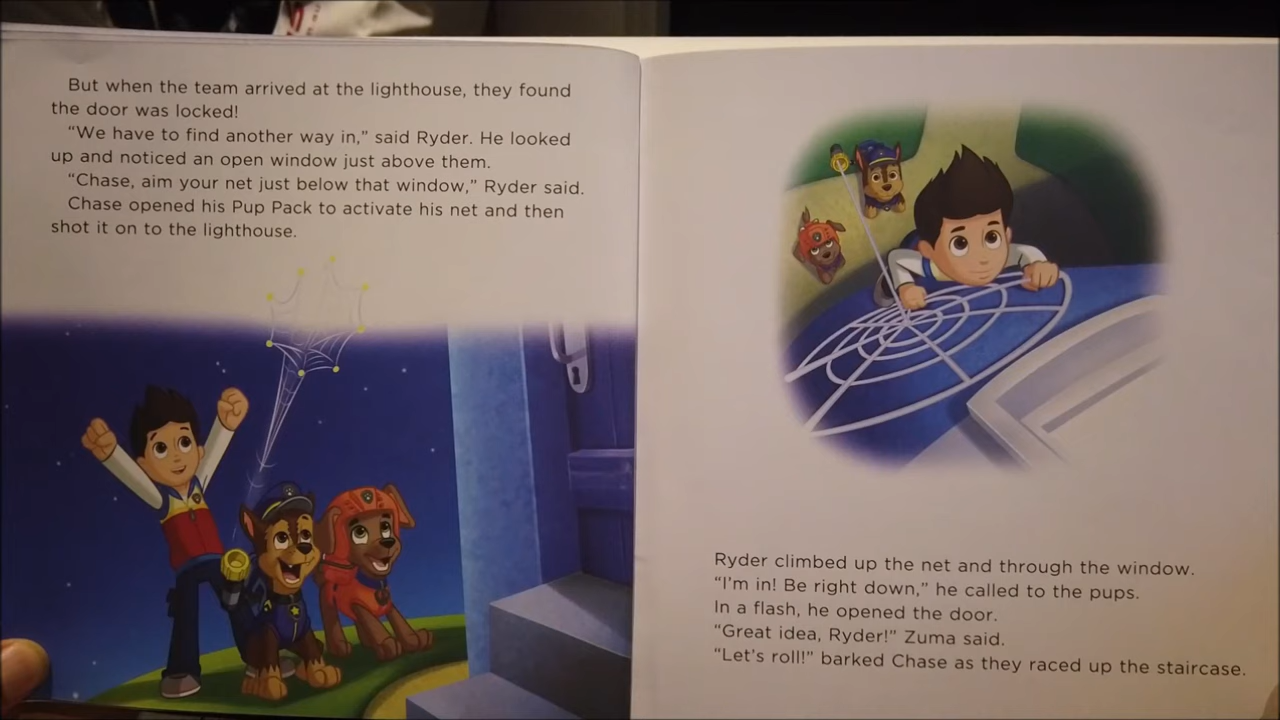 But when the team arrived at the lighthouse, they found
the door was locked!
“We have to find another way in,” said Ryder. He looked
up and noticed an open window just above them.
“Chase, aim your net just below that window,” Ryder said.
Chase opened his Pup Pack to activate his net and then
shot it on to the lighthouse.
Ryder climbed up the net and through the window.
“I’m in! Be right down,” he called to the pups.
In a flash, he opened the door.
“Great idea, Ryder!” Zuma said.
“Let’s roll!” barked Chase as they raced up the staircase.